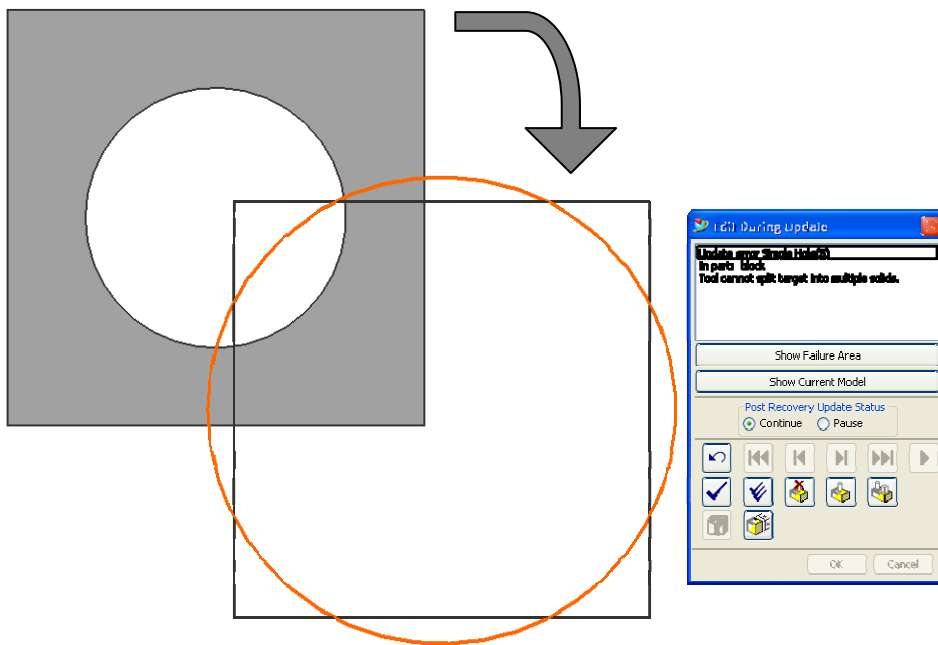 Edit During Update
Update error Simple Hole(5)
In part: block
Tool cannot split target into multiple solids.
Show Failure Area
Show Current Model
Post Recovery Update Status
Continue Pause
OK Cancel